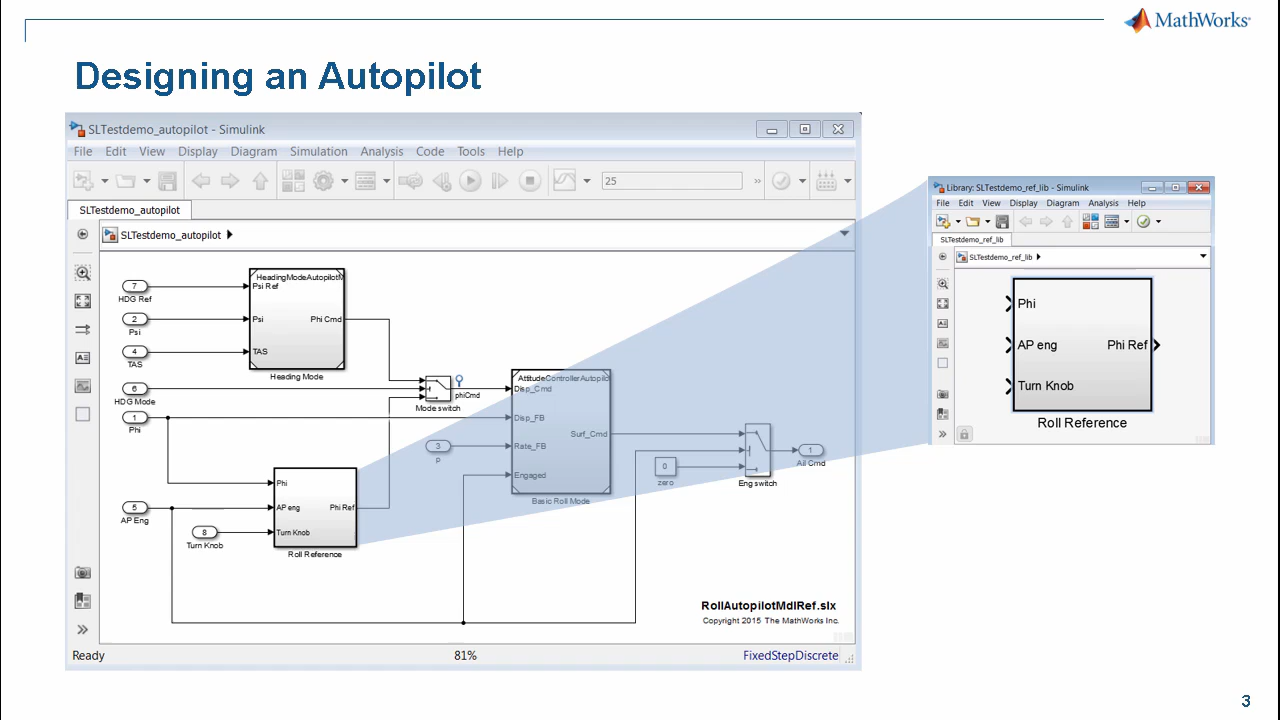 MathWorks®
Designing an Autopilot
SLTestdemo_autopilot - Simulink
File Edit View Display Diagram Simulation Analysis Code Tools Help
25
SLTestdemo_autopilot
SLTestdemo_autopilot
HeadingModeAutopilotM
7
Psi Ref
HDG Ref
2
Psi
Phi Cmd
Psi
4
TAS
TAS
Heading Mode
6
HDG Mode
phiCmd
Mode switch
1
Phi
AttitudeControllerAutopilo
Disp_Cmd
Disp_FB
Surf_Cmd
3
p
Rate_FB
Engaged
Basic Roll Mode
0
zero
Eng switch
1
Ail Cmd
Phi
5
AP Eng
AP eng
Phi Ref
8
Turn Knob
Turn Knob
Roll Reference
RollAutopilotMdlRef.slx
Copyright 2015 The MathWorks Inc.
Ready
81%
FixedStepDiscrete
Library: SLTestdemo_ref_lib - Simulink
File Edit View Display Diagram Analysis Help
SLTestdemo_ref_lib
SLTestdemo_ref_lib
Phi
AP eng
Phi Ref
Turn Knob
Roll Reference
3